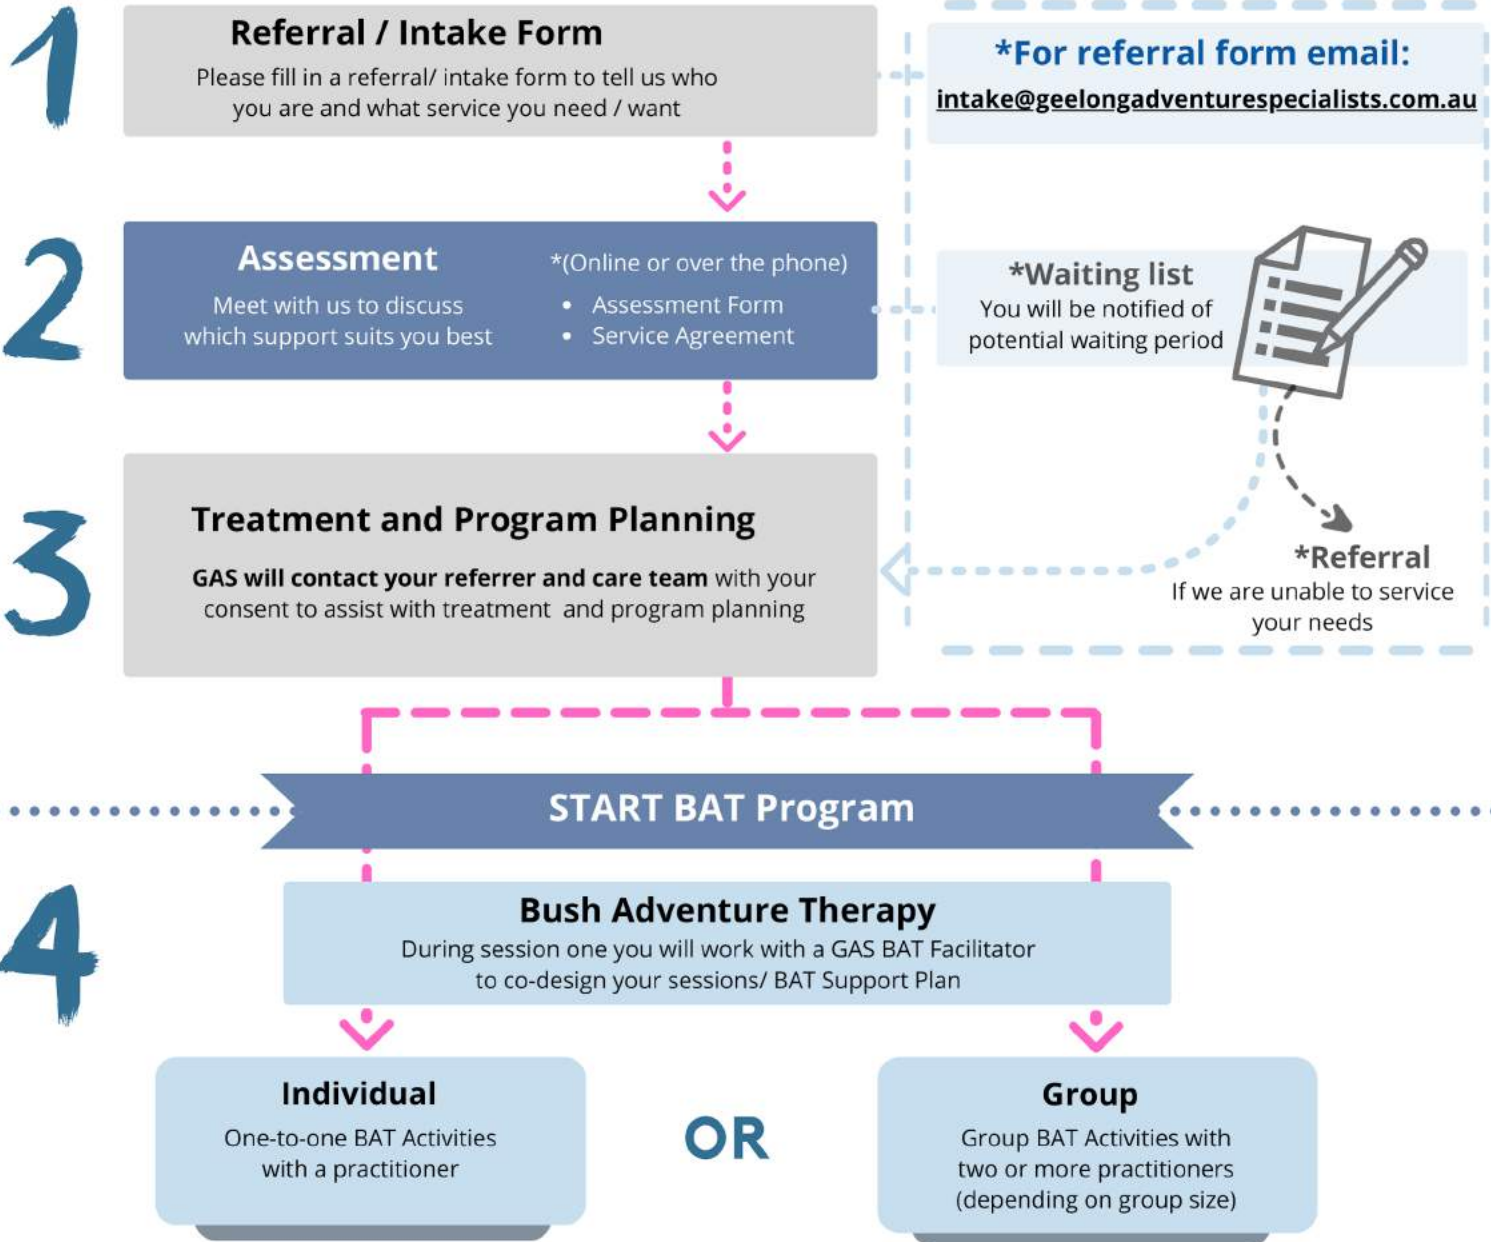 1
Referral / Intake Form
Please fill in a referral/ intake form to tell us who
you are and what service you need / want
*For referral form email:
intake@geelongadventurespecialists.com.au
2
Assessment
Meet with us to discuss
which support suits you best
*(Online or over the phone)
• Assessment Form
• Service Agreement
*Waiting list
You will be notified of
potential waiting period
3
Treatment and Program Planning
GAS will contact your referrer and care team with your
consent to assist with treatment and program planning
*Referral
If we are unable to service
your needs
START BAT Program
4
Bush Adventure Therapy
During session one you will work with a GAS BAT Facilitator
to co-design your sessions/ BAT Support Plan
Individual
One-to-one BAT Activities
with a practitioner
OR
Group
Group BAT Activities with
two or more practitioners
(depending on group size)